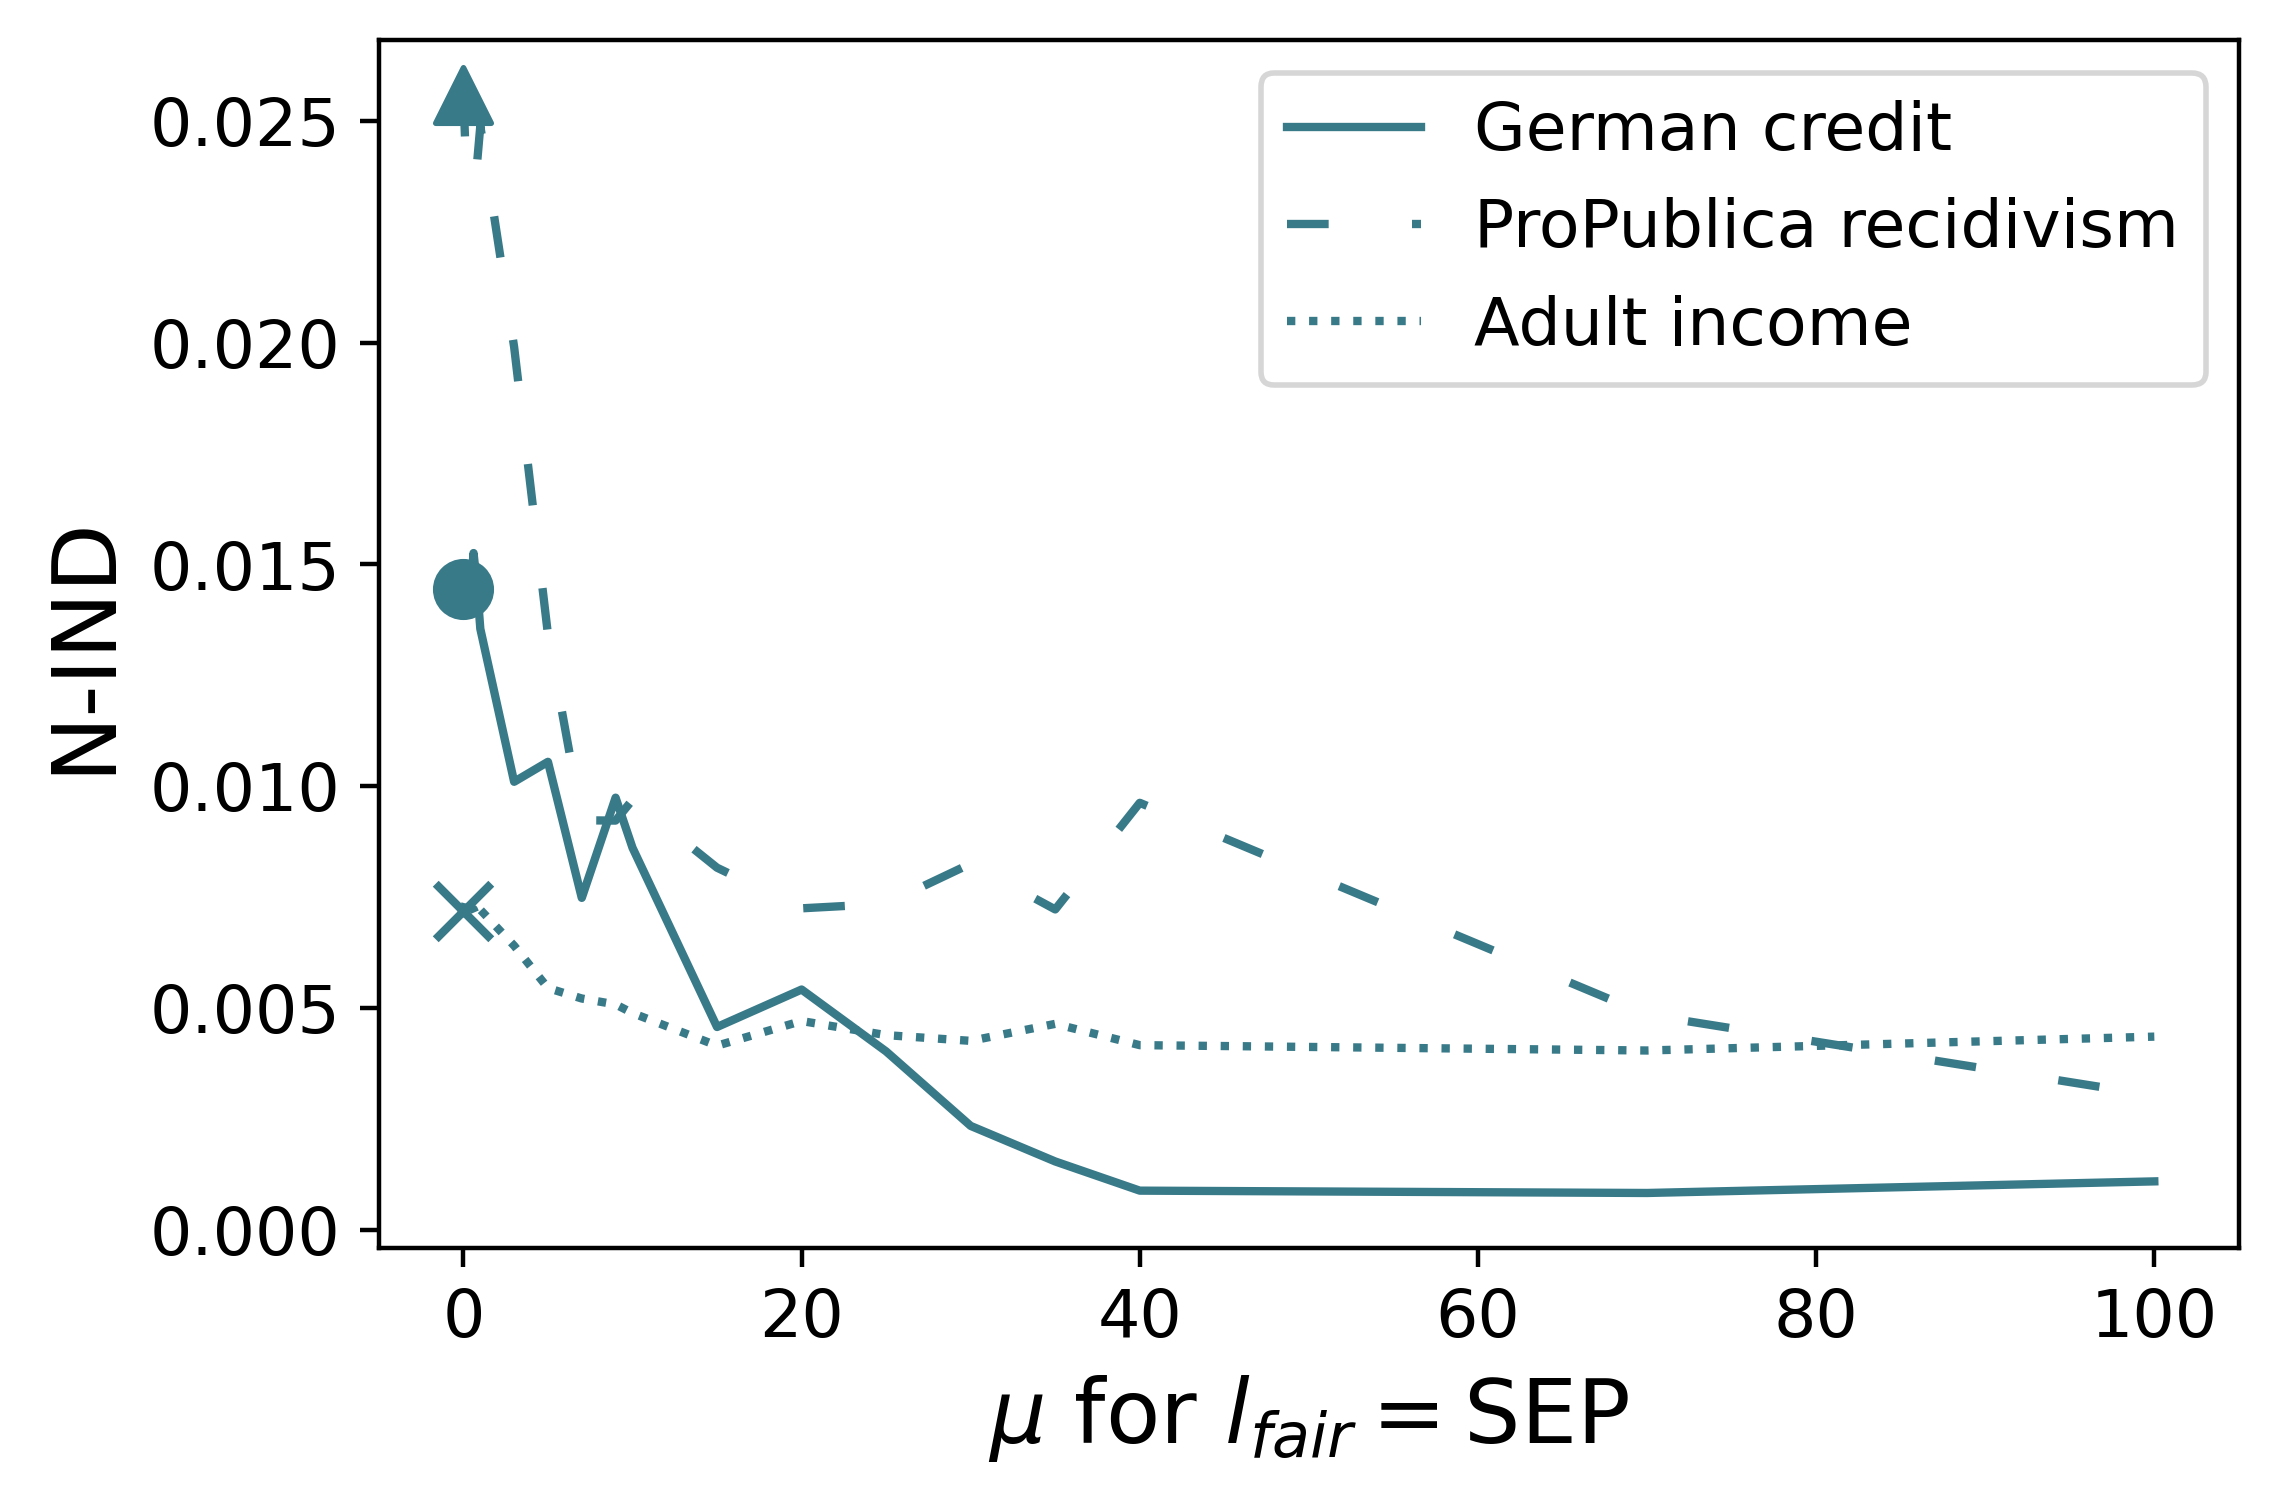 N-IND
0.025
0.020
0.015
0.010
0.005
0.000
German credit
ProPublica recidivism
Adult income
0 20 40 60 80 100
μ for l_fair = SEP